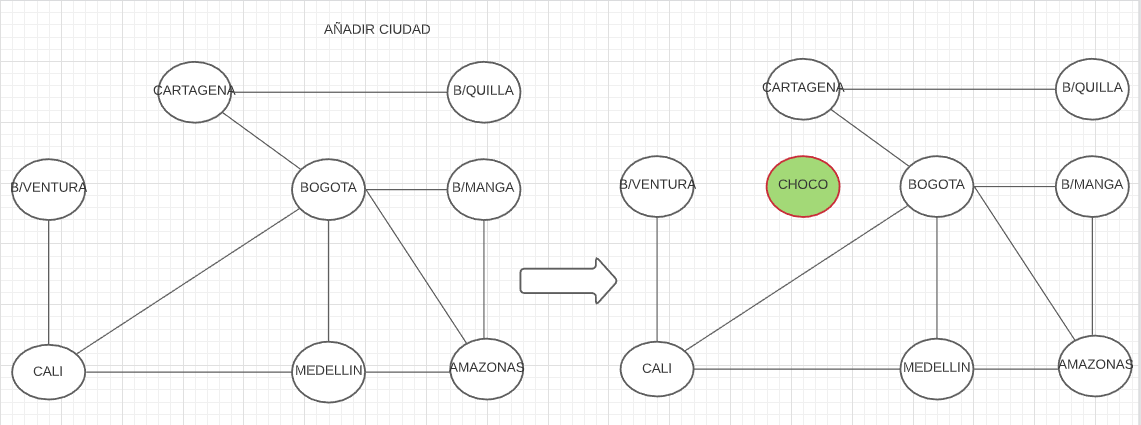 AÑADIR CIUDAD
CARTAGENA
B/QUILLA
B/VENTURA
BOGOTA
B/MANGA
CALI
MEDELLIN
AMAZONAS
CARTAGENA
B/QUILLA
B/VENTURA
CHOCO
BOGOTA
B/MANGA
CALI
MEDELLIN
AMAZONAS